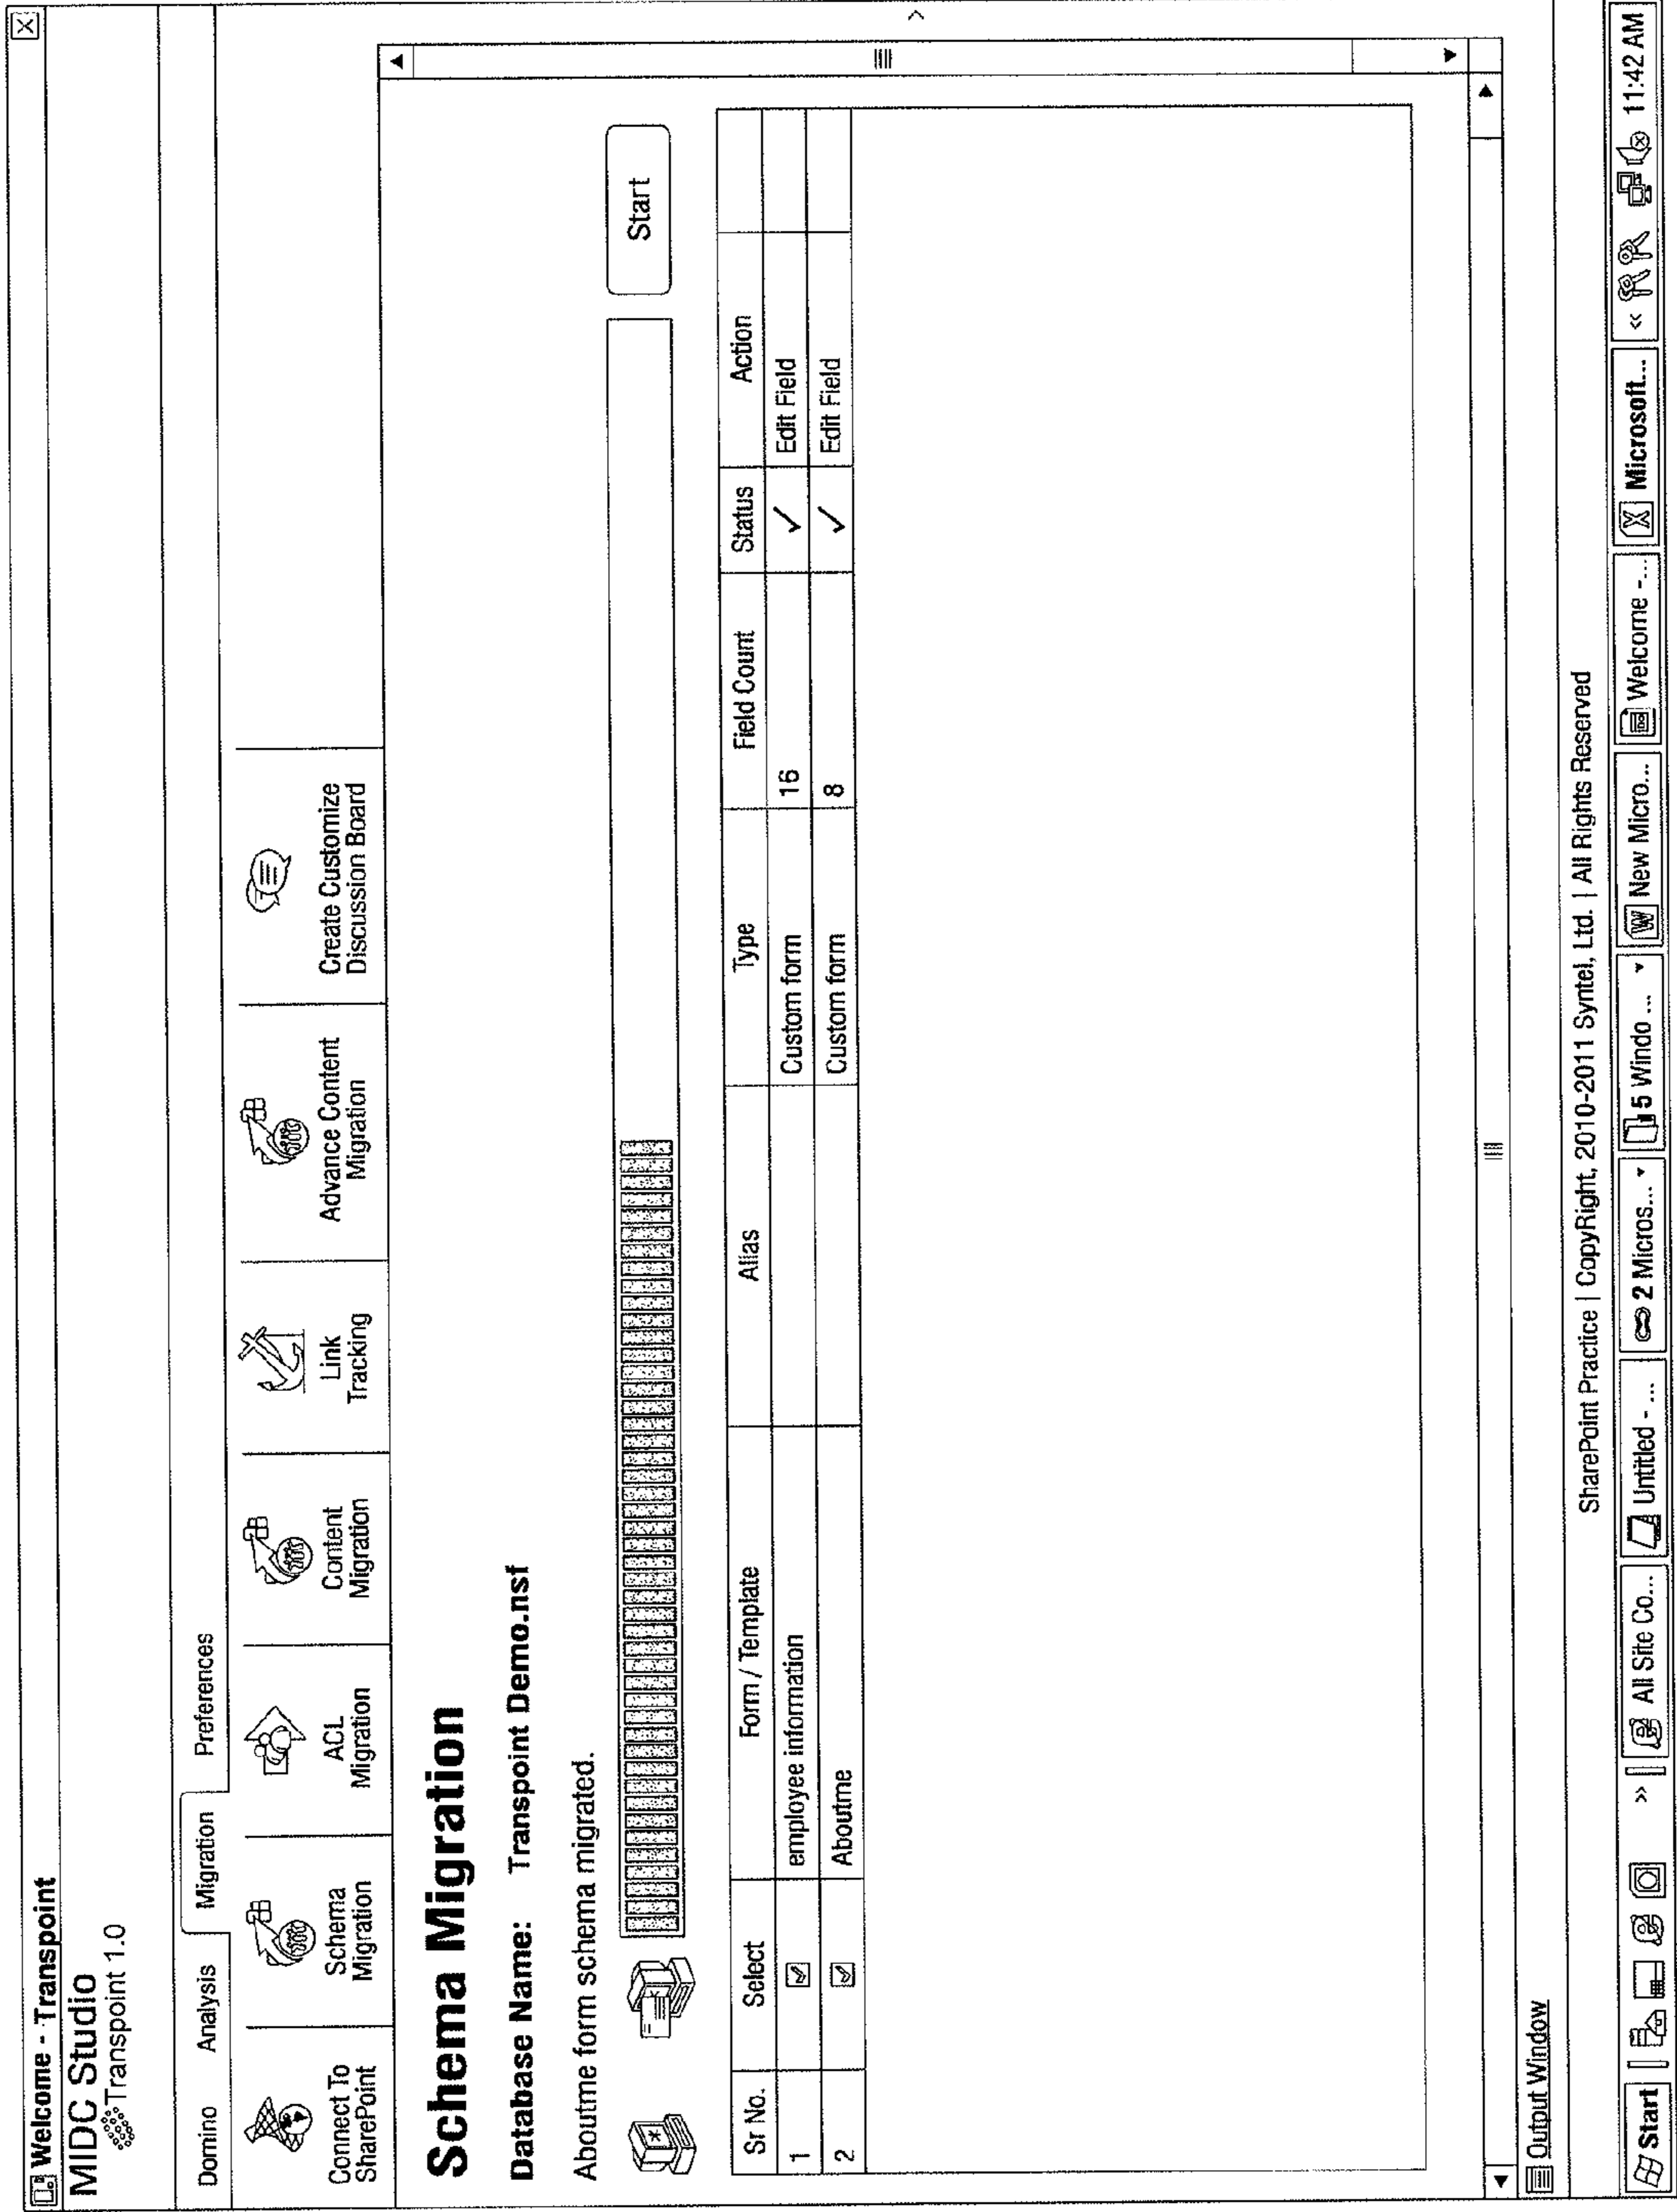 Welcome - Transpoint
MIDC Studio
Transpoint 1.0
Domino Analysis Migration Preferences
Connect To SharePoint
Schema Migration
ACL Migration
Content Migration
Link Tracking
Advance Content Migration
Create Customize Discussion Board
Schema Migration
Database Name: Transpoint Demo.nsf
Aboutme form schema migrated.
Start
Sr No. Select Form / Template Alias Type Field Count Status Action
1 employee information Custom form 16 Edit Field
2 Aboutme Custom form 8 Edit Field
Output Window
SharePoint Practice | CopyRight, 2010-2011 Syntel, Ltd. | All Rights Reserved
Start » All Site Co... Untitled - ... 2 Micros... 5 Windo ... W New Micro... Welcome -... X Microsoft... « 11:42 AM